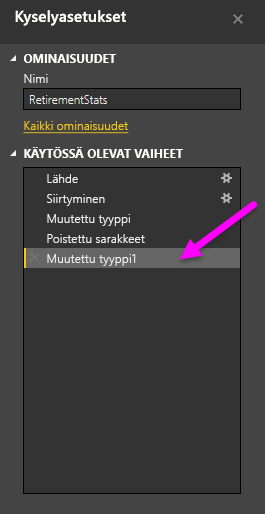 Kyselyasetukset
OMINAISUUDET
Nimi
RetirementStats
Kaikki ominaisuudet
KÄYTÖSSÄ OLEVAT VAIHEET
Lähde
Siirtyminen
Muutettu tyyppi
Poistettu sarakkeet
Muutettu tyyppi1